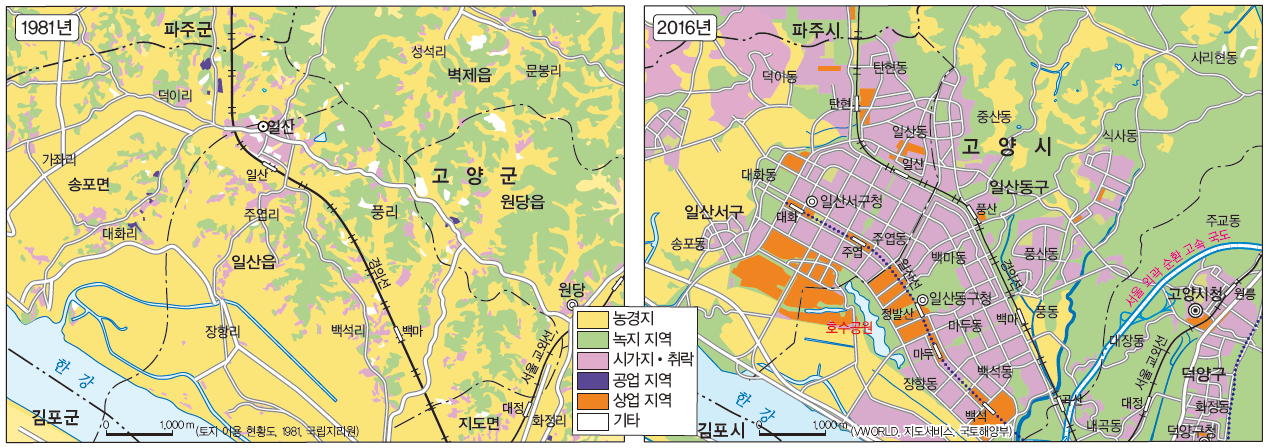 1981년
파주군
성석리
벽제읍
문봉리
덕이리
일산
가좌리
송포면
일산
고양군
원당읍
주엽리
풍리
대화리
일산읍
경의선
원당
장항리
백석리
백마
서울 교외선
한강
대정
김포군
지도면
화정리
0 1,000 m
(토지 이용 현황도, 1981, 국립지리원)
농경지
녹지 지역
시가지·취락
공업 지역
상업 지역
기타
2016년
파주시
사리현동
덕이동
탄현동
탄현
중산동
일산동
식사동
고양시
일산
대화동
일산동구
일산서구청
일산서구
대화
풍산
주교동
송포동
주엽동
주엽
백마동
풍산동
서울 외곽 순환 고속 국도
일산선
경의선
고양시청
원릉
일산동구청
정발산
풍동
호수공원
마두동
백마
대장동
마두
서울 교외선
백석동
덕양구
장항동
곡산
대정
화정동
한강
백석
내곡동
김포시
덕양구청
0 1,000 m
(VWORLD, 지도서비스, 국토해양부)